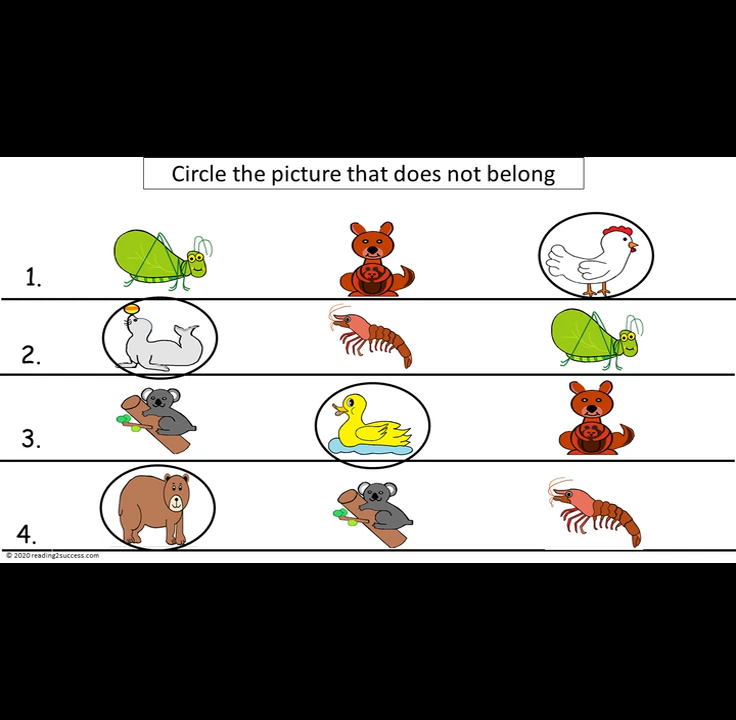 Circle the picture that does not belong
1.
2.
3.
4.
© 2020 reading2success.com